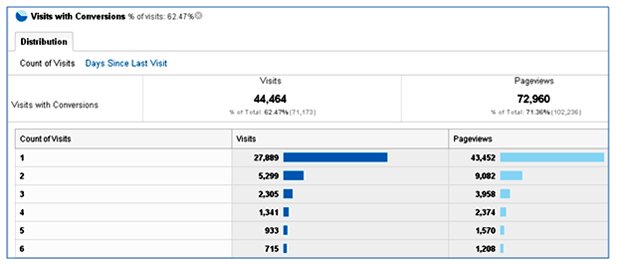 Visits with Conversions % of visits: 62.47%
Distribution
Count of Visits Days Since Last Visit
Visits Pageviews
Visits with Conversions 44,464 72,960
% of Total: 62.47% (71,173) % of Total: 71.36% (102,236)
Count of Visits Visits Pageviews
1 27,889 43,452
2 5,299 9,082
3 2,305 3,958
4 1,341 2,374
5 933 1,570
6 715 1,208